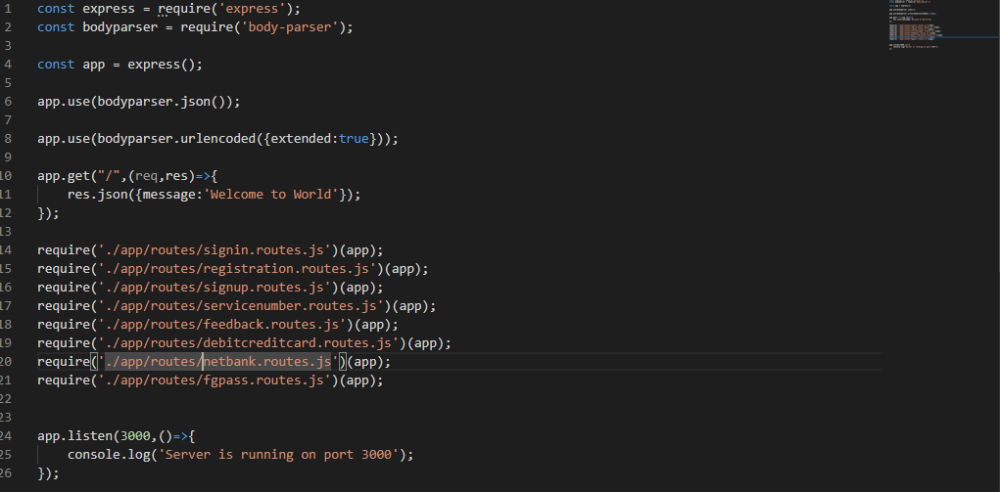 1 const express = require('express');
2 const bodyparser = require('body-parser');
3
4 const app = express();
5
6 app.use(bodyparser.json());
7
8 app.use(bodyparser.urlencoded({extended:true}));
9
10 app.get("/",(req,res)=>{
11     res.json({message:'Welcome to World'});
12 });
13
14 require('./app/routes/signin.routes.js')(app);
15 require('./app/routes/registration.routes.js')(app);
16 require('./app/routes/signup.routes.js')(app);
17 require('./app/routes/servicenumber.routes.js')(app);
18 require('./app/routes/feedback.routes.js')(app);
19 require('./app/routes/debitcreditcard.routes.js')(app);
20 require('./app/routes/netbank.routes.js')(app);
21 require('./app/routes/fgpass.routes.js')(app);
22
23
24 app.listen(3000,()=>{
25     console.log('Server is running on port 3000');
26 });